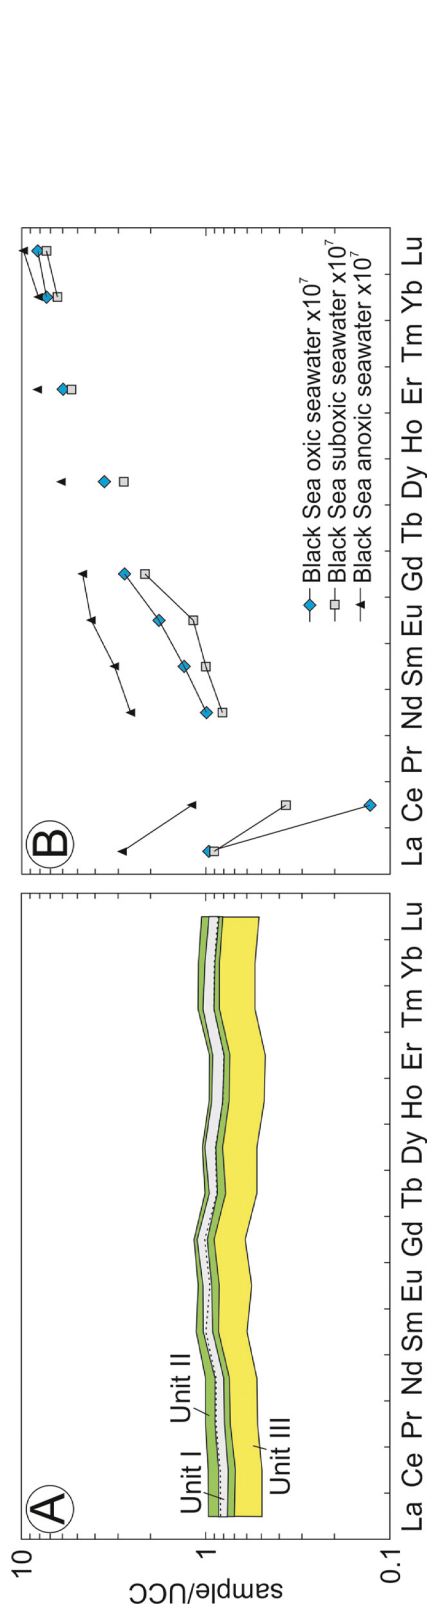 A
B
10
1
0.1
sample/UCC
Unit I
Unit II
Unit III
La Ce Pr Nd Sm Eu Gd Tb Dy Ho Er Tm Yb Lu
Black Sea oxic seawater x10⁷
Black Sea suboxic seawater x10⁷
Black Sea anoxic seawater x10⁷
La Ce Pr Nd Sm Eu Gd Tb Dy Ho Er Tm Yb Lu